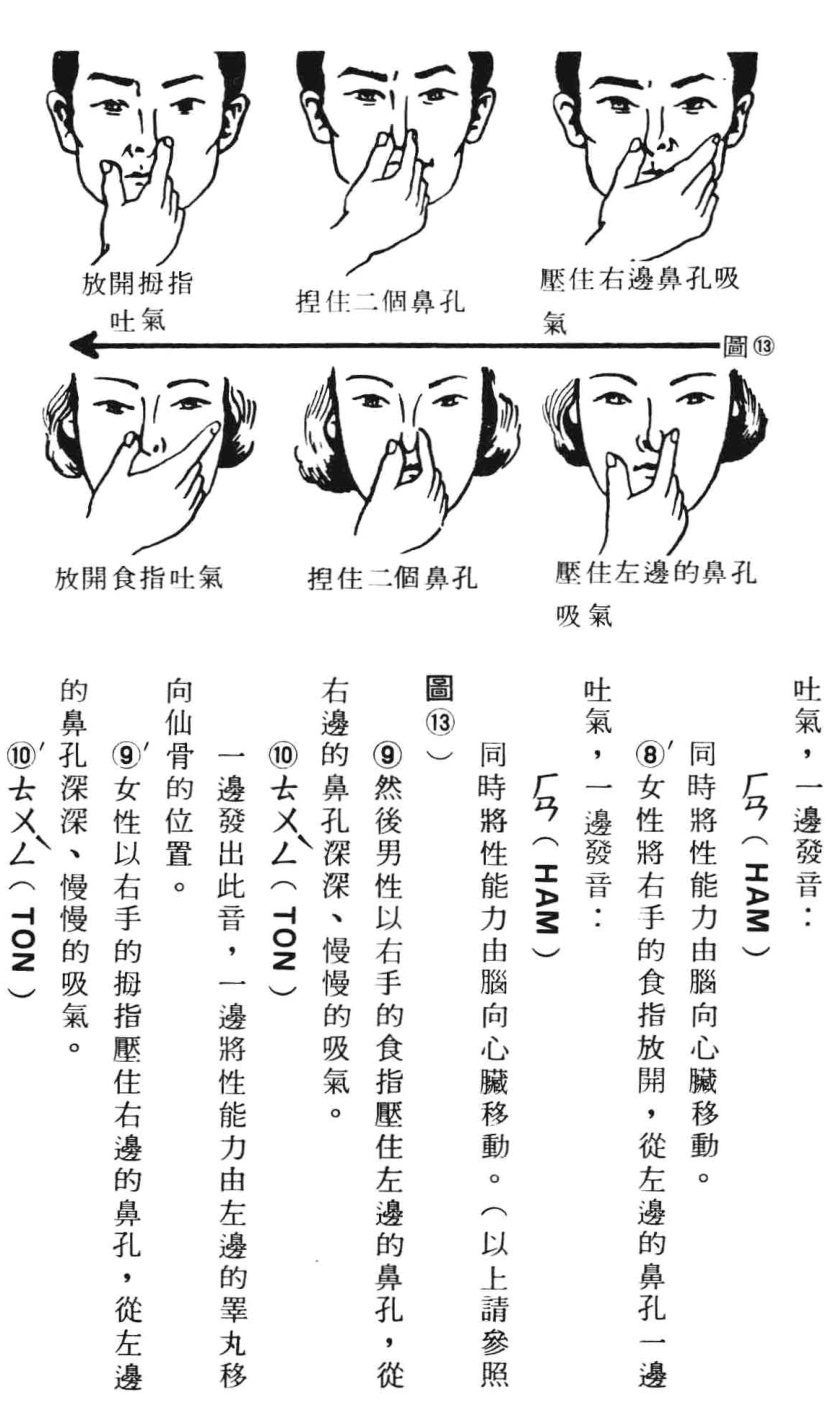 壓住右邊鼻孔吸
氣
捏住二個鼻孔
放開拇指
吐氣
圖⑬
壓住左邊的鼻孔
吸氣
捏住二個鼻孔
放開食指吐氣
吐氣，一邊發音：
ㄏㄢ（HAM）
同時將性能力由腦向心臟移動。
⑧′女性將右手的食指放開，從左邊的鼻孔一邊
吐氣，一邊發音：
ㄏㄢ（HAM）
同時將性能力由腦向心臟移動。（以上請參照
圖⑬）
⑨然後男性以右手的食指壓住左邊的鼻孔，從
右邊的鼻孔深深、慢慢的吸氣。
⑩ㄊㄨㄥˋ（TON）
一邊發出此音，一邊將性能力由左邊的睪丸移
向仙骨的位置。
⑨′女性以右手的拇指壓住右邊的鼻孔，從左邊
的鼻孔深深、慢慢的吸氣。
⑩′ㄊㄨㄥˋ（TON）